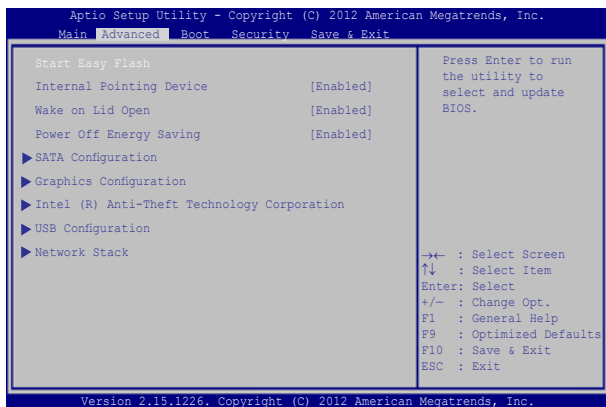 Aptio Setup Utility - Copyright (C) 2012 American Megatrends, Inc.
Main Advanced Boot Security Save & Exit
Start Easy Flash
Internal Pointing Device [Enabled]
Wake on Lid Open [Enabled]
Power Off Energy Saving [Enabled]
SATA Configuration
Graphics Configuration
Intel (R) Anti-Theft Technology Corporation
USB Configuration
Network Stack
Press Enter to run
the utility to
select and update
BIOS.
→← : Select Screen
↑↓ : Select Item
Enter: Select
+/— : Change Opt.
F1 : General Help
F9 : Optimized Defaults
F10 : Save & Exit
ESC : Exit
Version 2.15.1226. Copyright (C) 2012 American Megatrends, Inc.